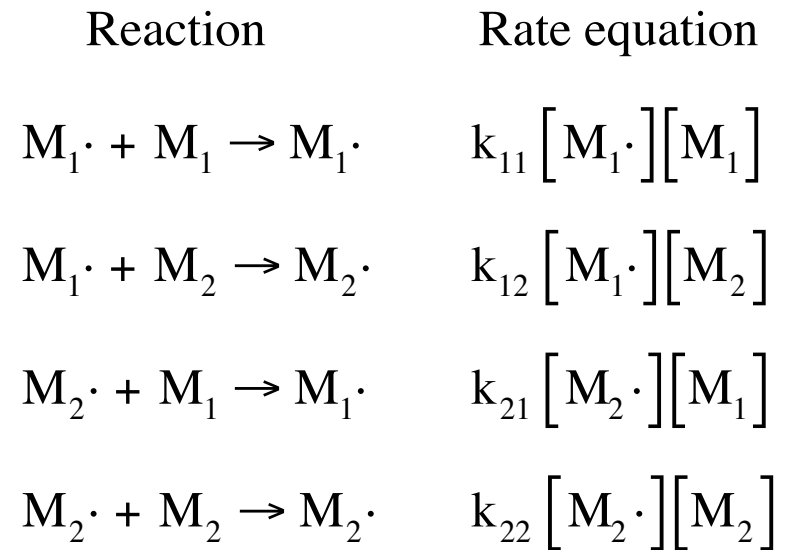 Reaction Rate equation
M₁· + M₁ → M₁· k₁₁ [M₁·][M₁]
M₁· + M₂ → M₂· k₁₂ [M₁·][M₂]
M₂· + M₁ → M₁· k₂₁ [M₂·][M₁]
M₂· + M₂ → M₂· k₂₂ [M₂·][M₂]